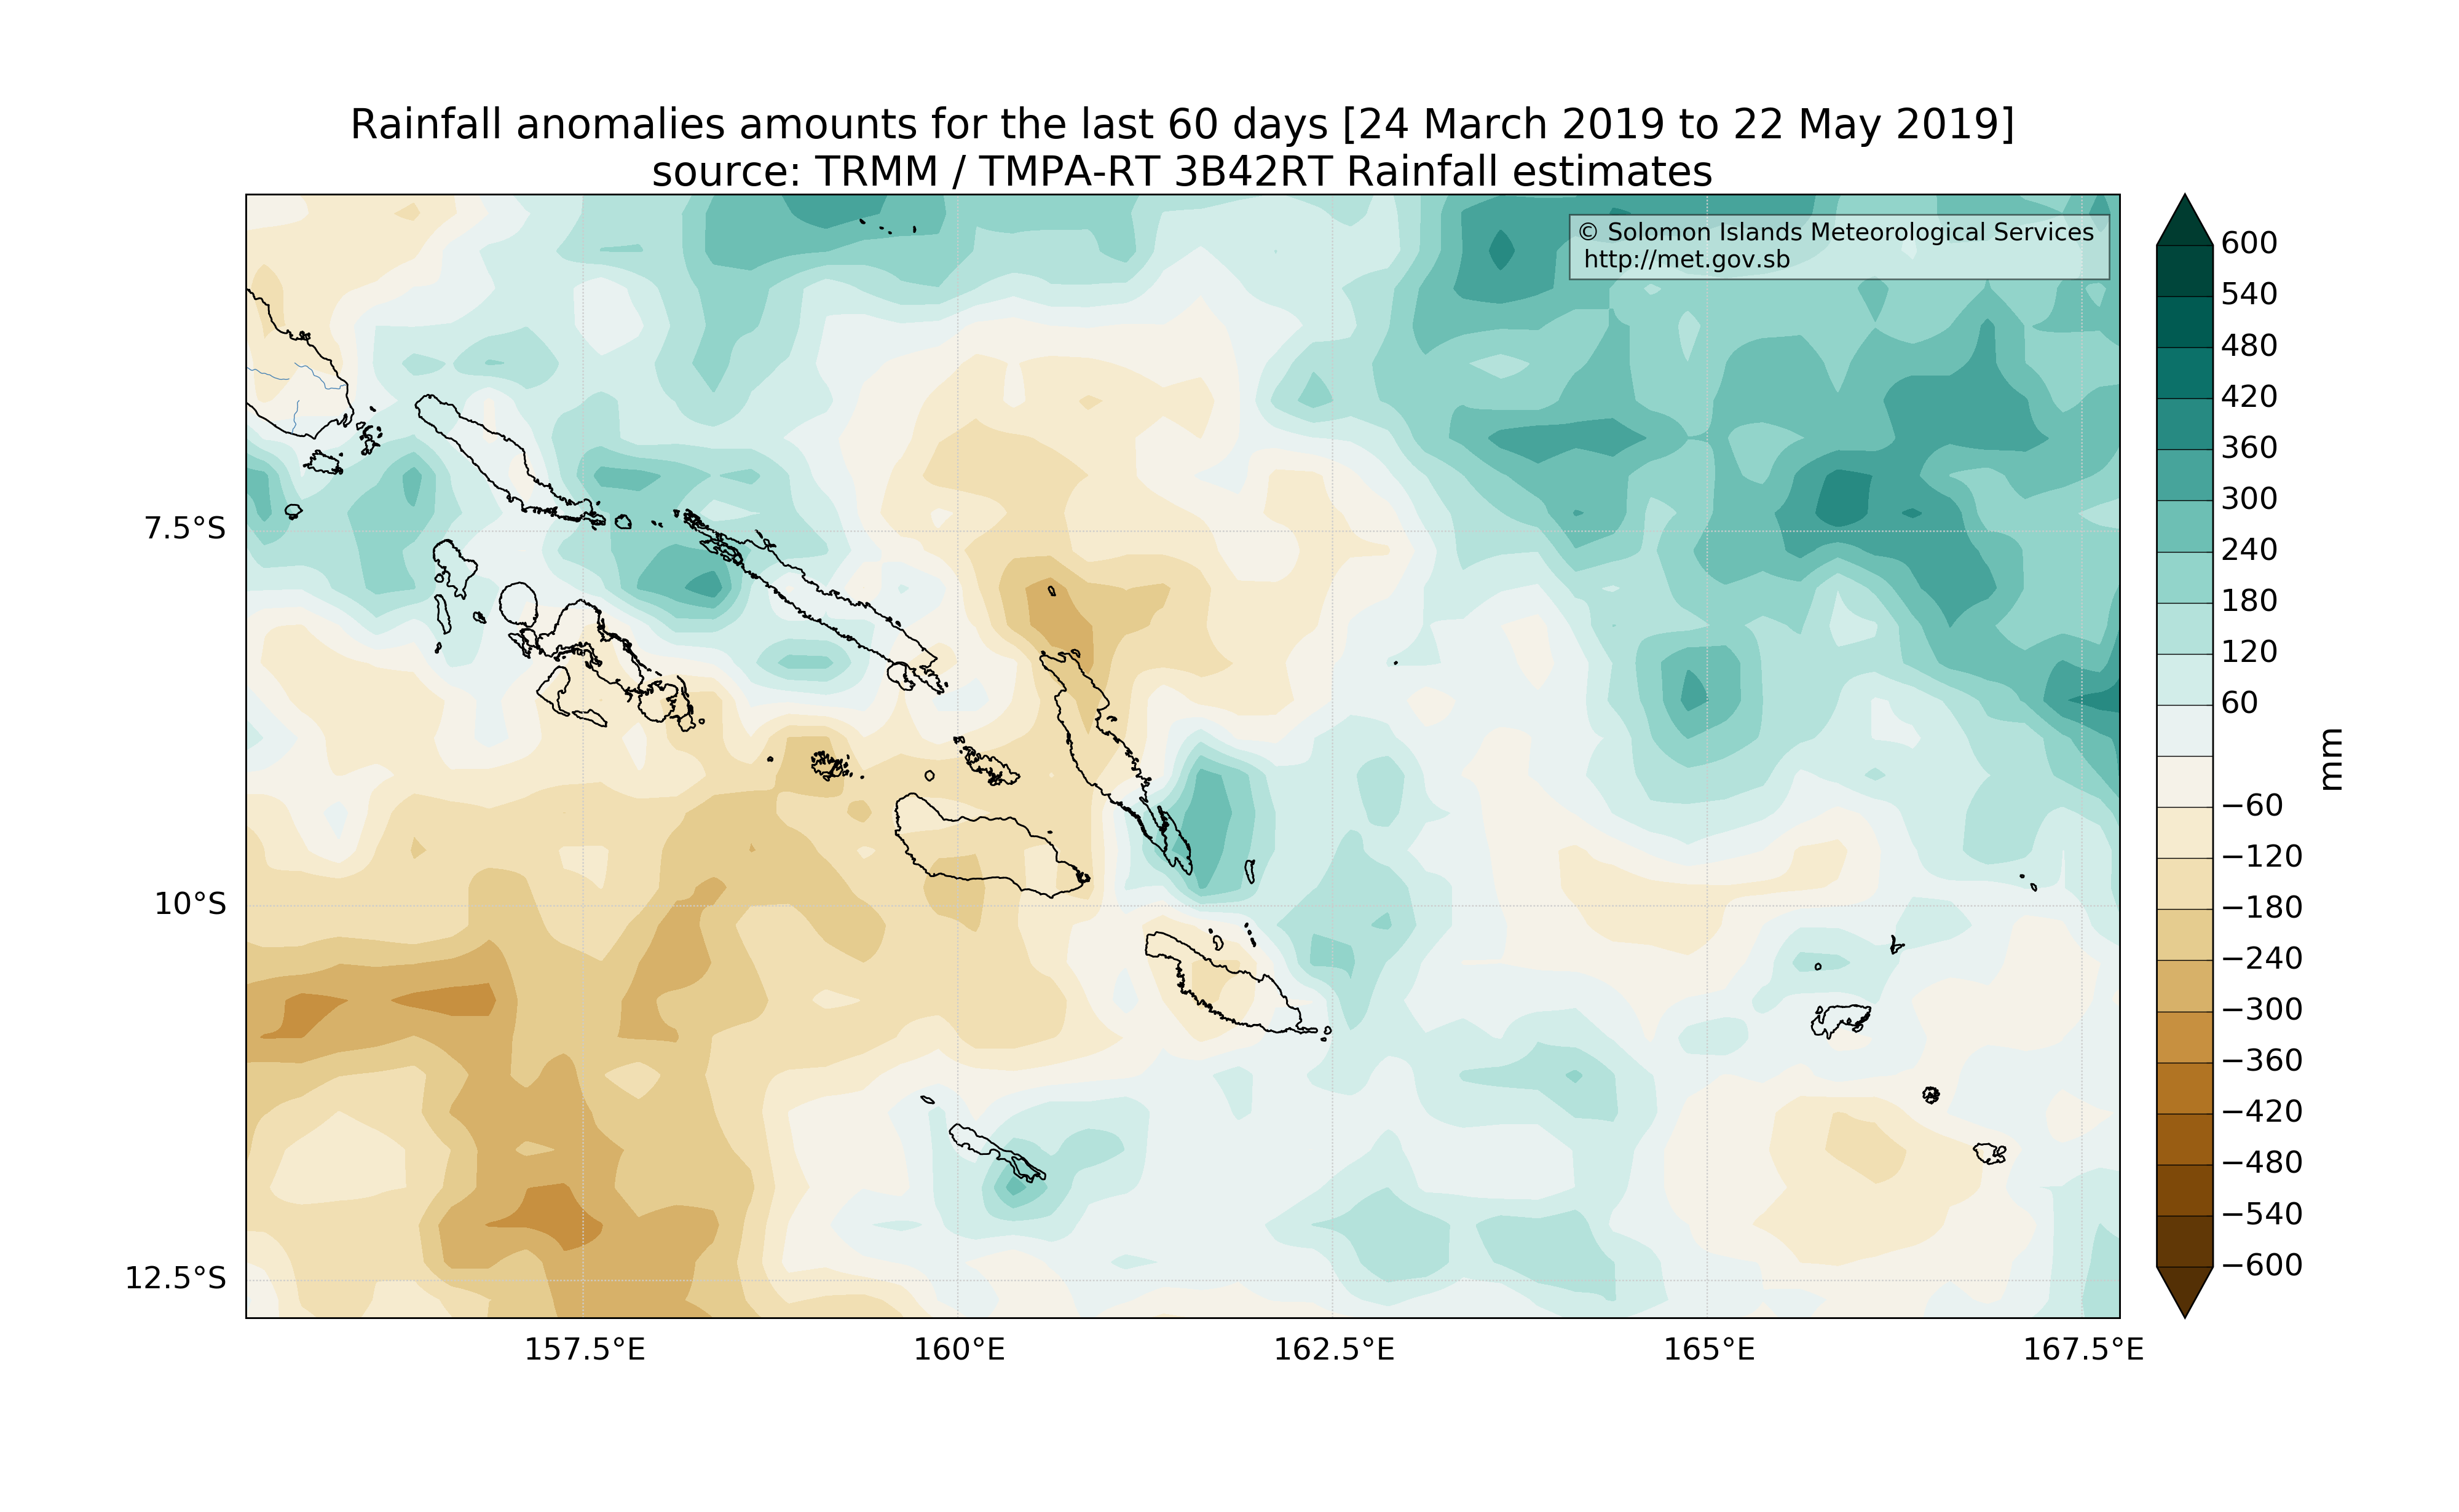 Rainfall anomalies amounts for the last 60 days [24 March 2019 to 22 May 2019]
source: TRMM / TMPA-RT 3B42RT Rainfall estimates
© Solomon Islands Meteorological Services
http://met.gov.sb
7.5°S
10°S
12.5°S
157.5°E
160°E
162.5°E
165°E
167.5°E
600
540
480
420
360
300
240
180
120
60
−60
−120
−180
−240
−300
−360
−420
−480
−540
−600
mm